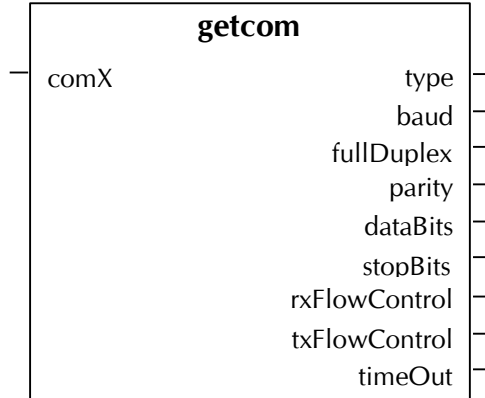 getcom
comX type
baud
fullDuplex
parity
dataBits
stopBits
rxFlowControl
txFlowControl
timeOut